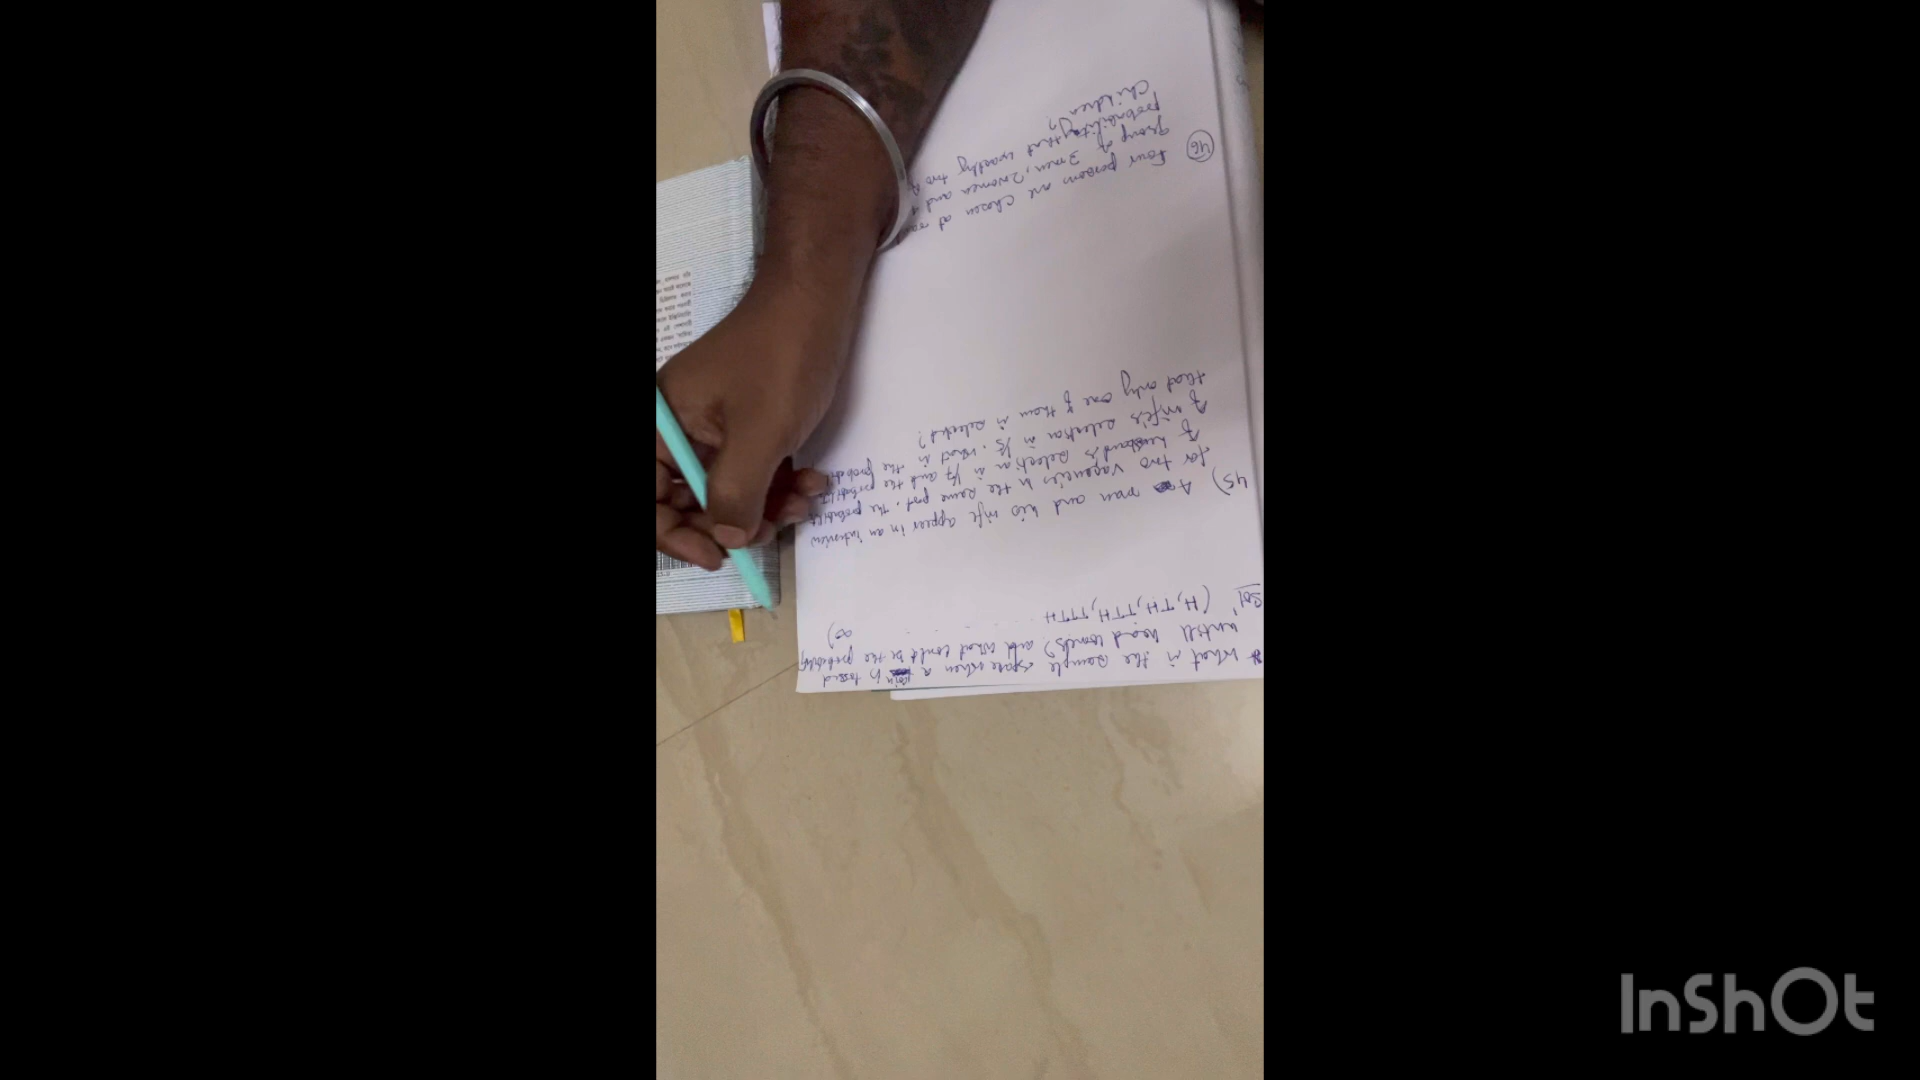 * What is the sample space when a coin is tossed
untill head comes? and what could be the probability
Sol' (H, TH, TTH, TTTH ........ ∞)
45) A man and his wife appear in an interview
for two vacancies in the same post. The probability
of husband's selection is 1/7 and the probability
of wife's selection is 1/5. What is the
that only one of them is selected?
46 Four persons are chosen at
group of 3 men, 2 women and 4
probability that exactly two of
children
InShOt